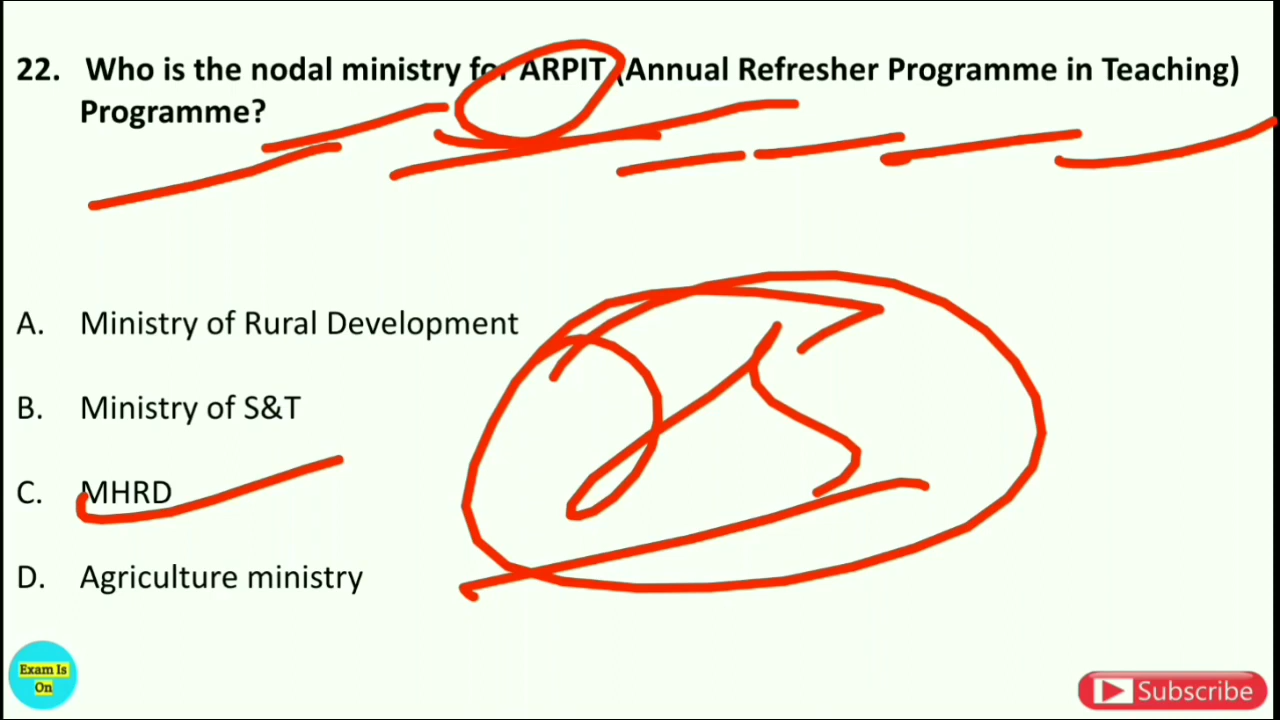 22. Who is the nodal ministry for ARPIT (Annual Refresher Programme in Teaching)
Programme?
A. Ministry of Rural Development
B. Ministry of S&T
C. MHRD
D. Agriculture ministry
Exam Is
On
Subscribe